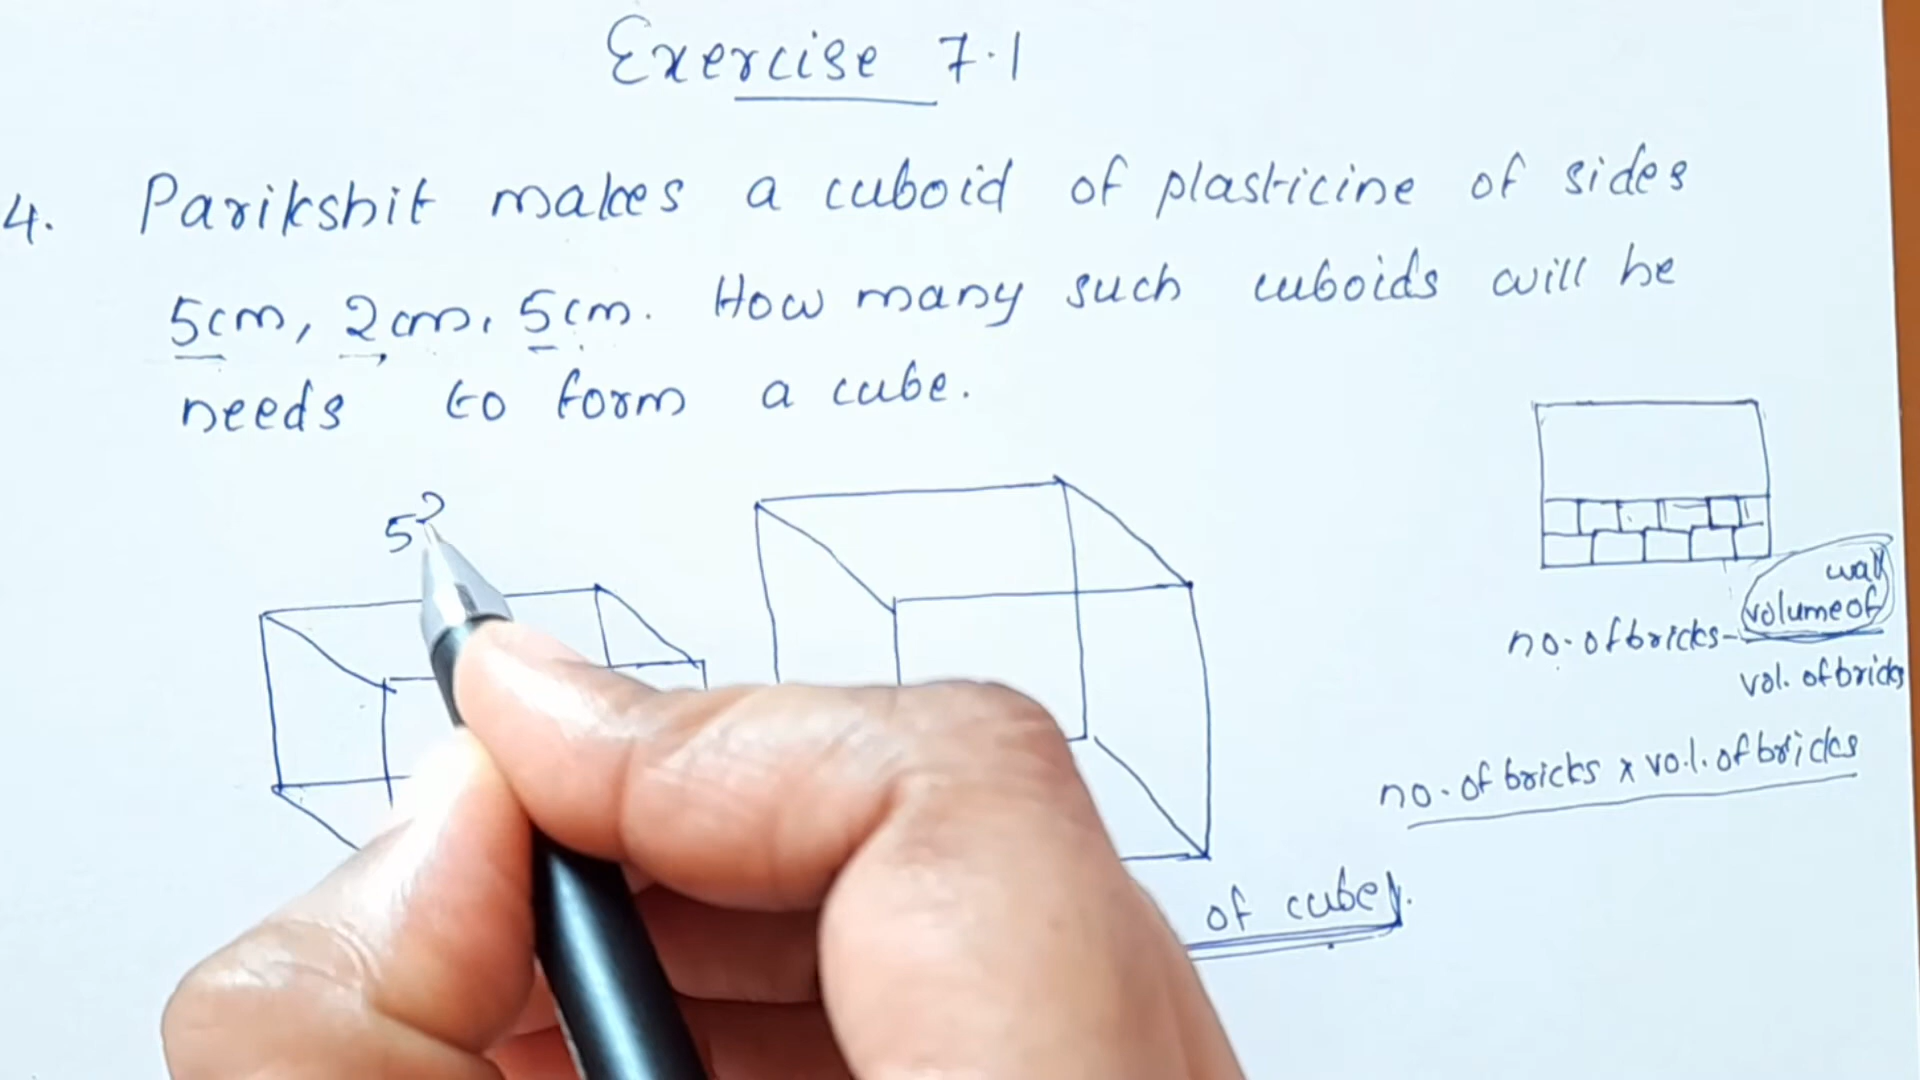 Exercise 7.1
4. Parikshit makes a cuboid of plasticine of sides
5cm, 2cm, 5cm. How many such cuboids will be
needs to form a cube.
wall
volume of
no. of bricks-
vol. of bricks
no. of bricks x vol. of bricks
of cube